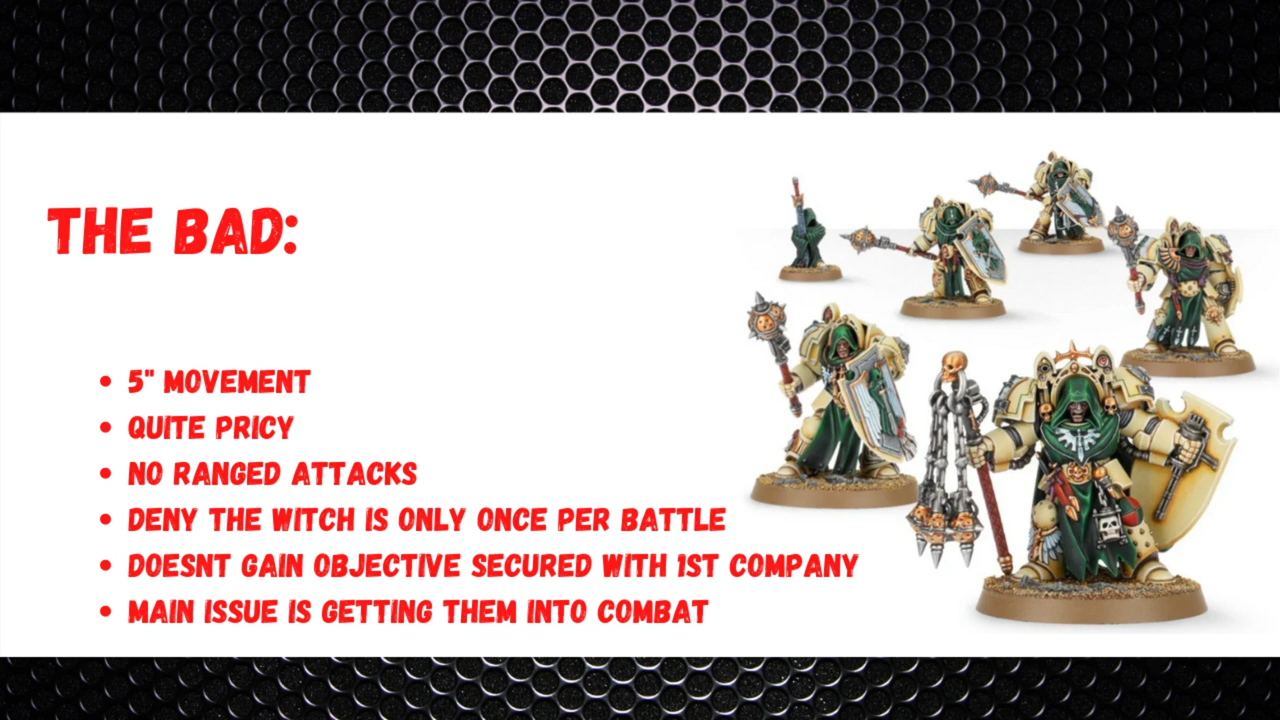 THE BAD:
• 5" MOVEMENT
• QUITE PRICY
• NO RANGED ATTACKS
• DENY THE WITCH IS ONLY ONCE PER BATTLE
• DOESNT GAIN OBJECTIVE SECURED WITH 1ST COMPANY
• MAIN ISSUE IS GETTING THEM INTO COMBAT